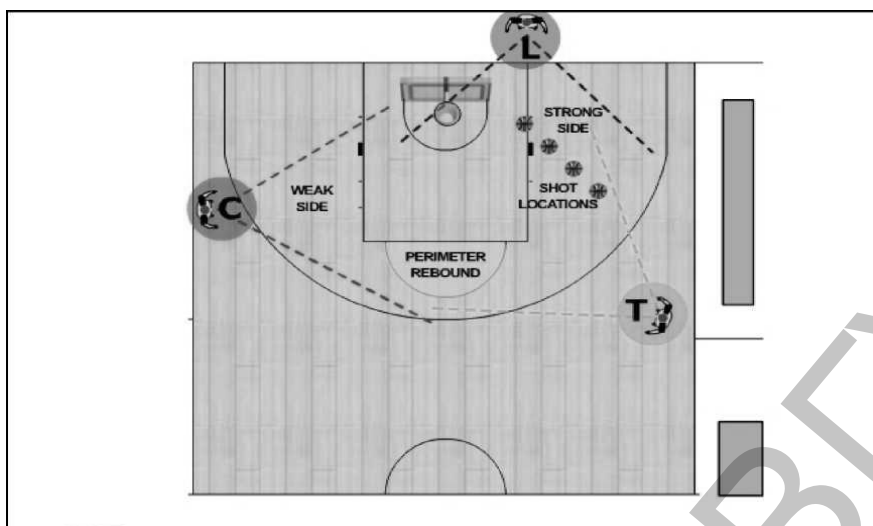 L
STRONG
SIDE
SHOT
LOCATIONS
WEAK
SIDE
C
PERIMETER
REBOUND
T